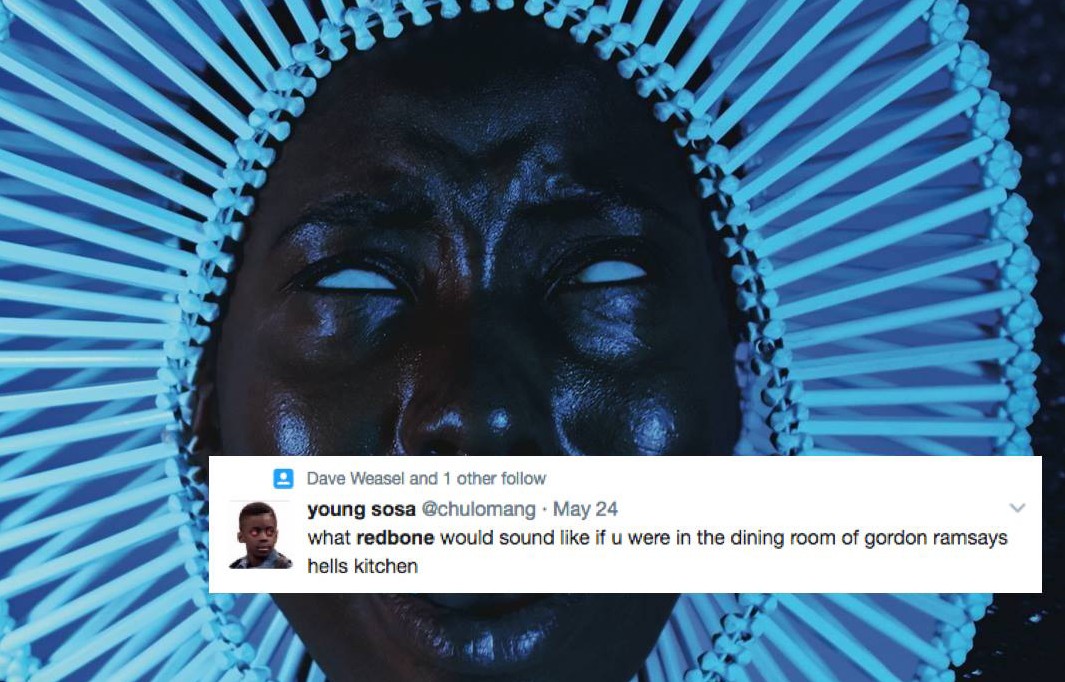 Dave Weasel and 1 other follow
young sosa @chulomang · May 24
what redbone would sound like if u were in the dining room of gordon ramsays
hells kitchen